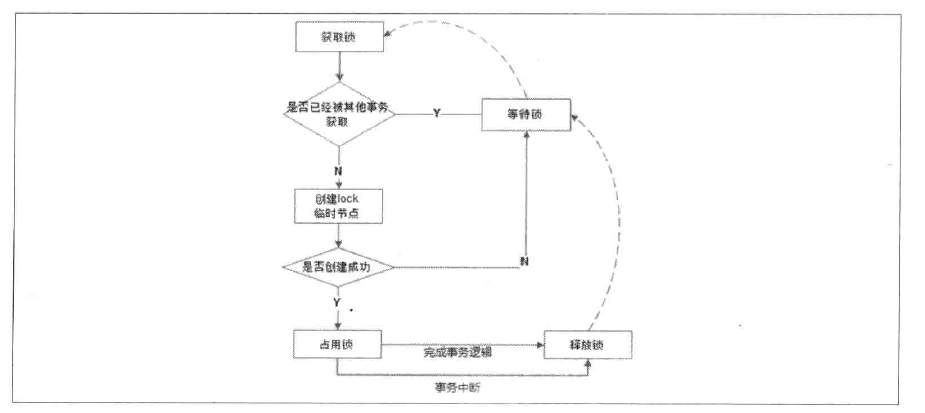 获取锁
是否已经被其他事务
获取
Y
等待锁
N
创建lock
临时节点
是否创建成功
N
Y
占用锁
完成事务逻辑
释放锁
事务中断